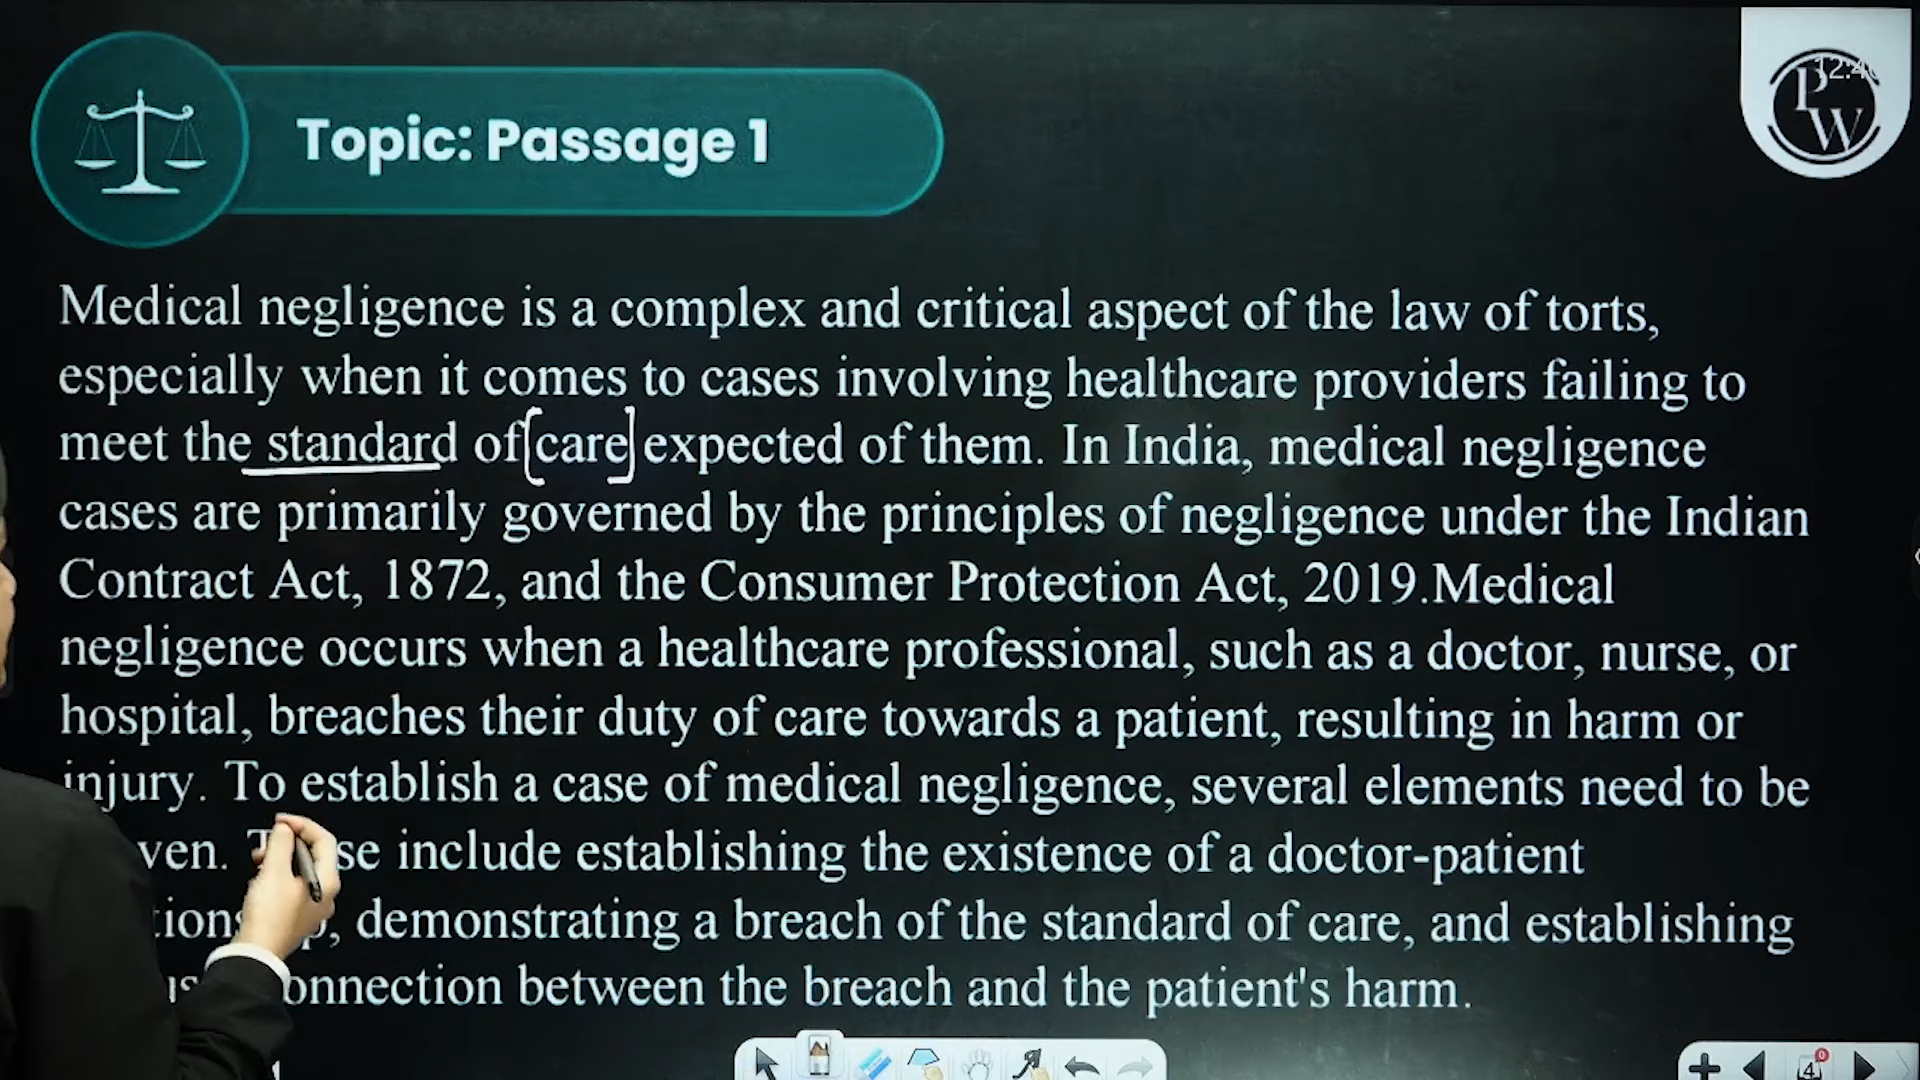 12:4
PW
Topic: Passage 1
Medical negligence is a complex and critical aspect of the law of torts,
especially when it comes to cases involving healthcare providers failing to
meet the standard of [care] expected of them. In India, medical negligence
cases are primarily governed by the principles of negligence under the Indian
Contract Act, 1872, and the Consumer Protection Act, 2019.Medical
negligence occurs when a healthcare professional, such as a doctor, nurse, or
hospital, breaches their duty of care towards a patient, resulting in harm or
injury. To establish a case of medical negligence, several elements need to be
include establishing the existence of a doctor-patient
demonstrating a breach of the standard of care, and establishing
between the breach and the patient's harm.
4
0